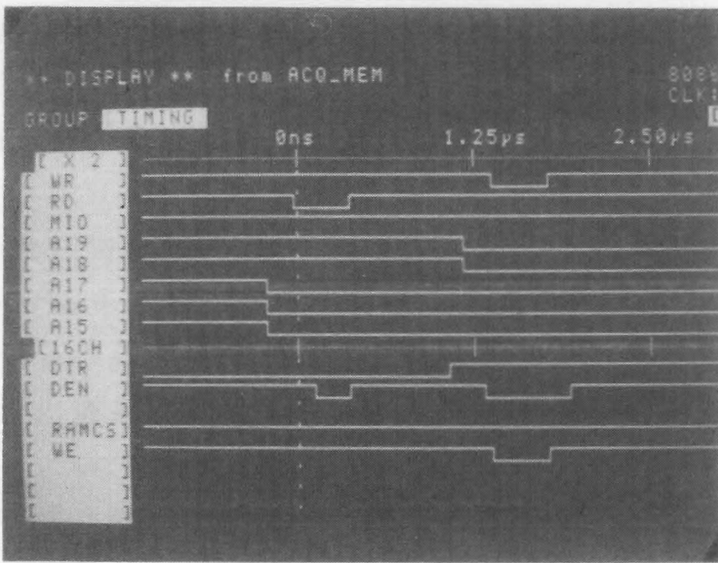 ** DISPLAY ** from ACQ_MEM
CLK:
GROUP TIMING
0ns 1.25µs 2.50µs
[ X 2 ]
[ WR ]
[ RD ]
[ MIO ]
[ A19 ]
[ A18 ]
[ A17 ]
[ A16 ]
[ A15 ]
[16CH ]
[ DTR ]
[ DEN ]
[ ]
[ RAMCS]
[ WE ]
[ ]
[ ]
[ ]